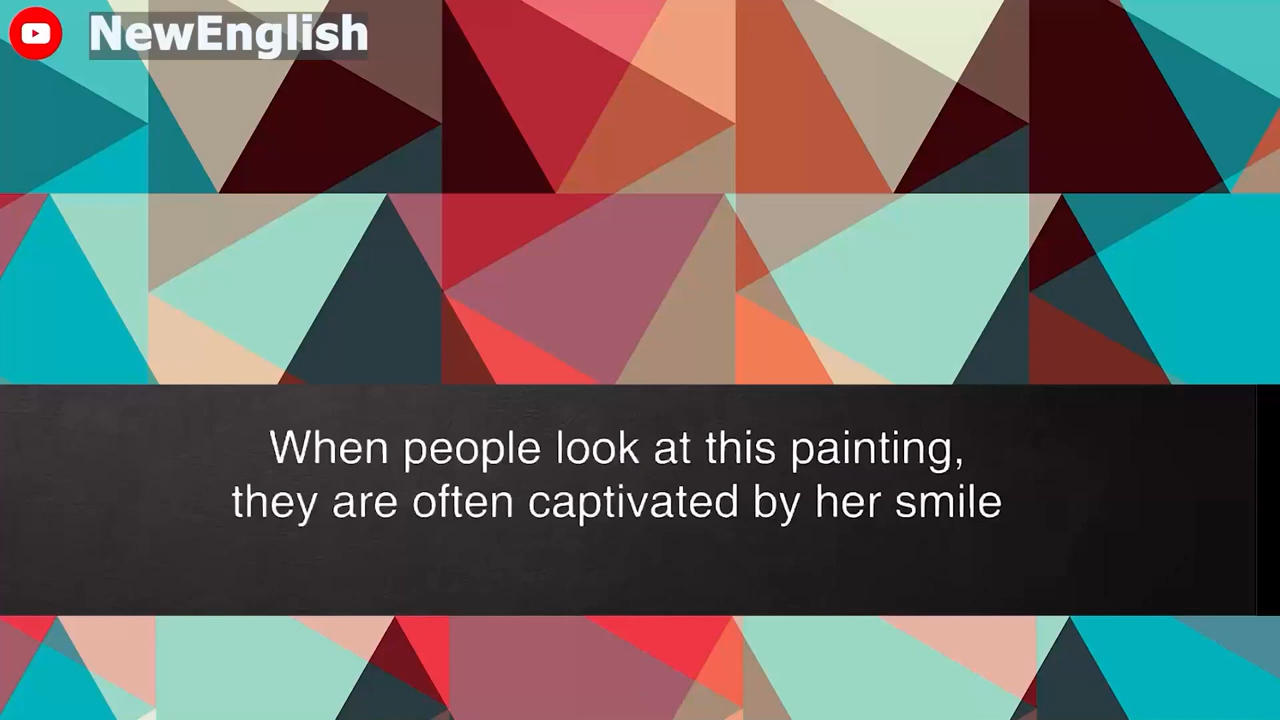 NewEnglish
When people look at this painting,
they are often captivated by her smile